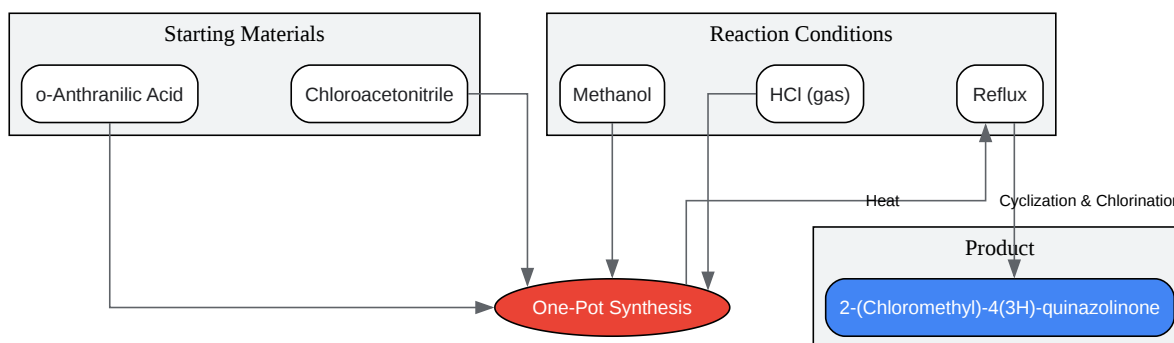 Starting Materials
Reaction Conditions
o-Anthranilic Acid
Chloroacetonitrile
Methanol
HCl (gas)
Reflux
Heat
Cyclization & Chlorination
Product
One-Pot Synthesis
2-(Chloromethyl)-4(3H)-quinazolinone